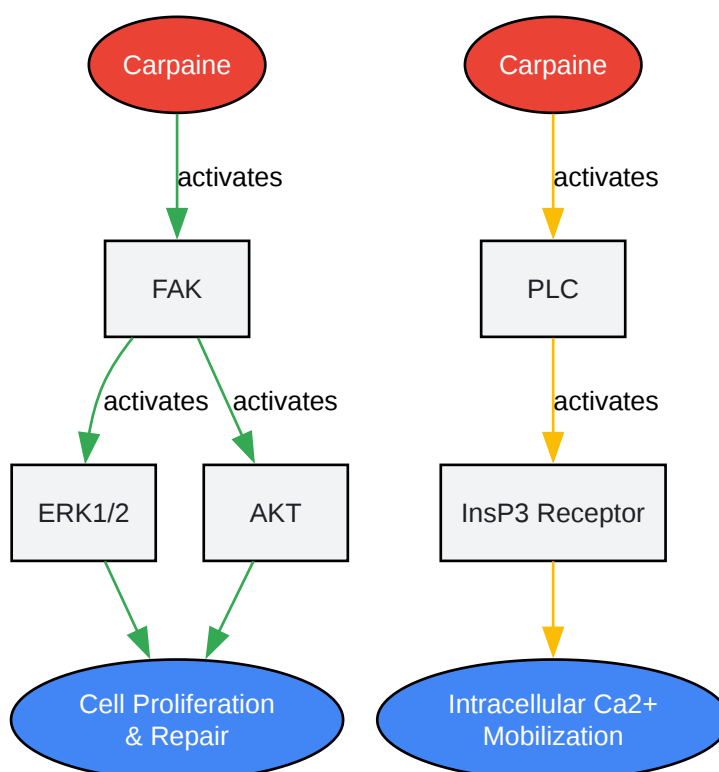 Carpaine
activates
FAK
activates
activates
ERK1/2
AKT
Cell Proliferation
& Repair
Carpaine
activates
PLC
activates
InsP3 Receptor
Intracellular Ca2+
Mobilization